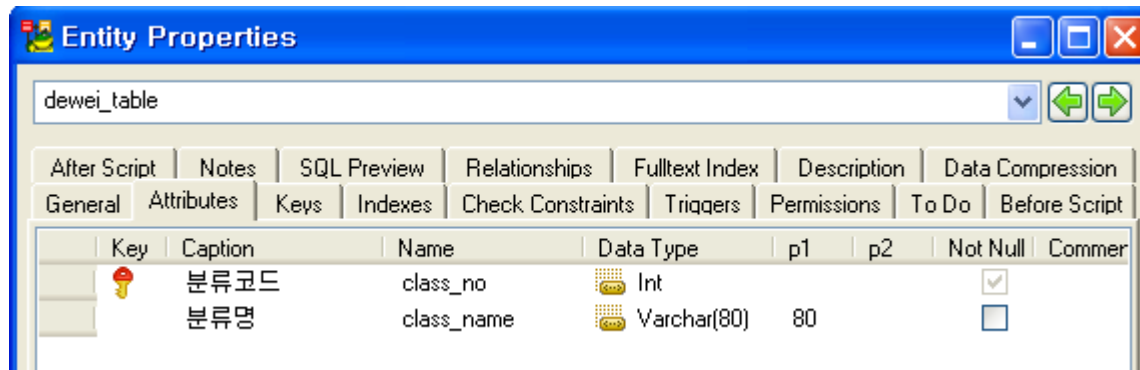 Entity Properties
dewei_table
After Script Notes SQL Preview Relationships Fulltext Index Description Data Compression
General Attributes Keys Indexes Check Constraints Triggers Permissions To Do Before Script
Key Caption Name Data Type p1 p2 Not Null Commer
분류코드 class_no Int
분류명 class_name Varchar(80) 80